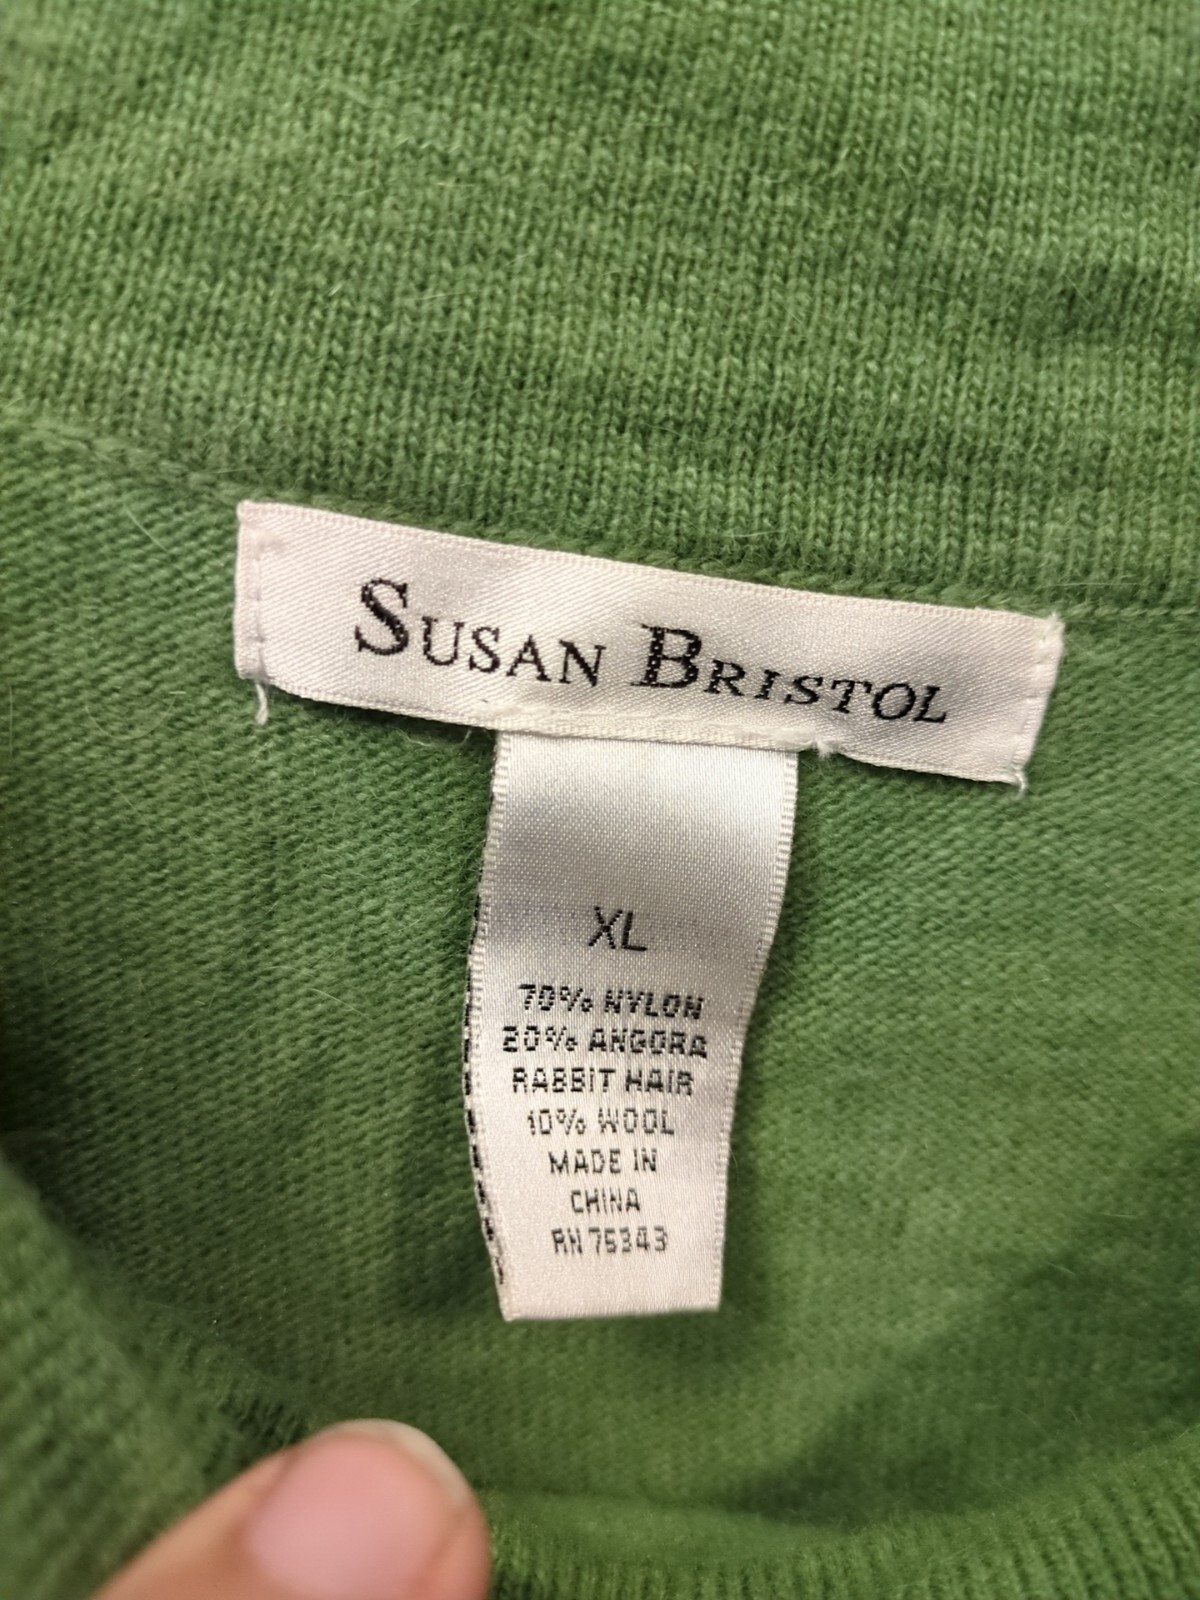 SUSAN BRISTOL
XL
70% NYLON
20% ANGORA
RABBIT HAIR
10% WOOL
MADE IN
CHINA
RN 75343